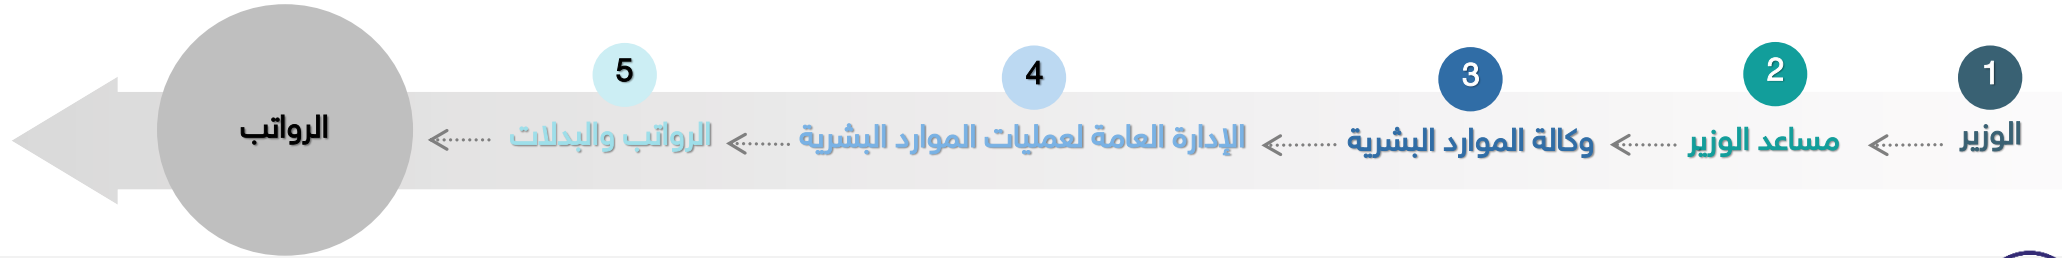 1
الوزير
2
مساعد الوزير
3
وكالة الموارد البشرية
4
الإدارة العامة لعمليات الموارد البشرية
5
الرواتب والبدلات
الرواتب